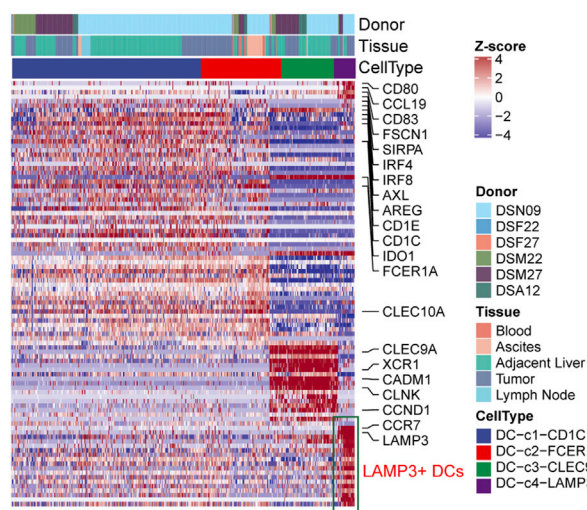 Donor
Tissue
CellType
CD80
CCL19
CD83
FSCN1
SIRPA
IRF4
IRF8
AXL
AREG
CD1E
CD1C
IDO1
FCER1A
CLEC10A
CLEC9A
XCR1
CADM1
CLNK
CCND1
CCR7
LAMP3
LAMP3+ DCs
Z-score
4
2
0
−2
−4
Donor
DSN09
DSF22
DSF27
DSM22
DSM27
DSA12
Tissue
Blood
Ascites
Adjacent Liver
Tumor
Lymph Node
CellType
DC-c1-CD1C
DC-c2-FCER
DC-c3-CLEC9
DC-c4-LAMP3